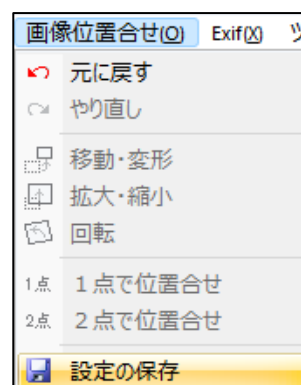 画像位置合せ(O) Exif(X) ツ
元に戻す
やり直し
移動・変形
拡大・縮小
回転
1点 1点で位置合せ
2点 2点で位置合せ
設定の保存